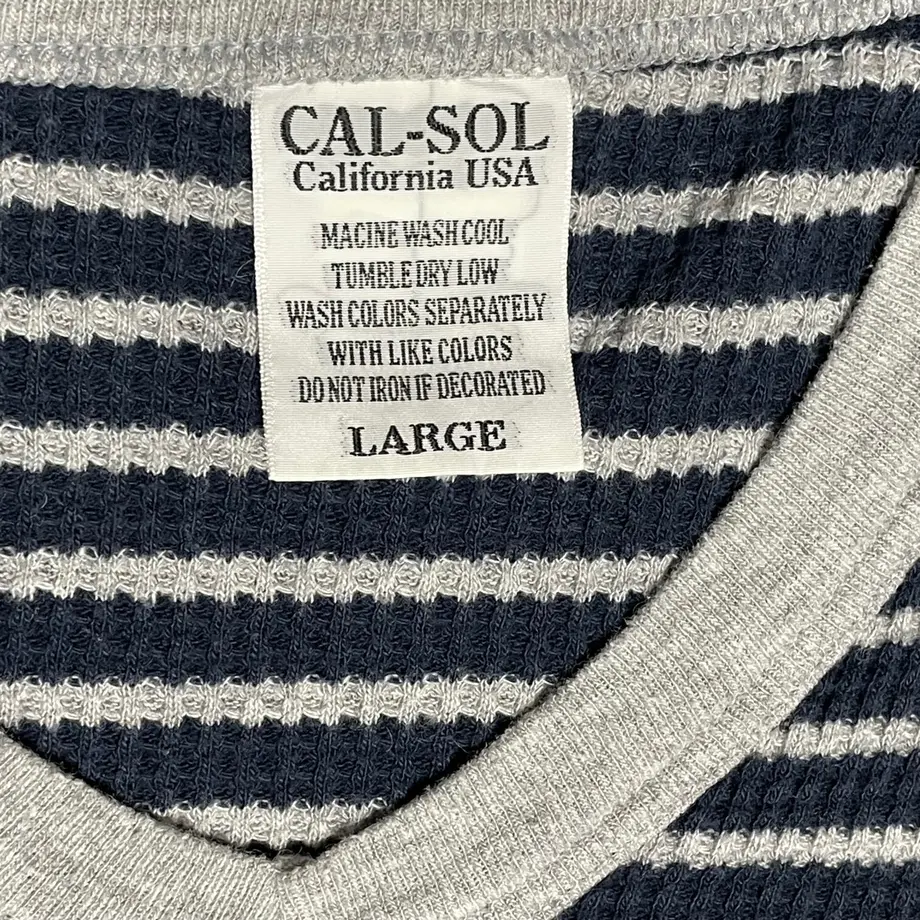 CAL-SOL
California USA
MACINE WASH COOL
TUMBLE DRY LOW
WASH COLORS SEPARATELY
WITH LIKE COLORS
DO NOT IRON IF DECORATED
LARGE